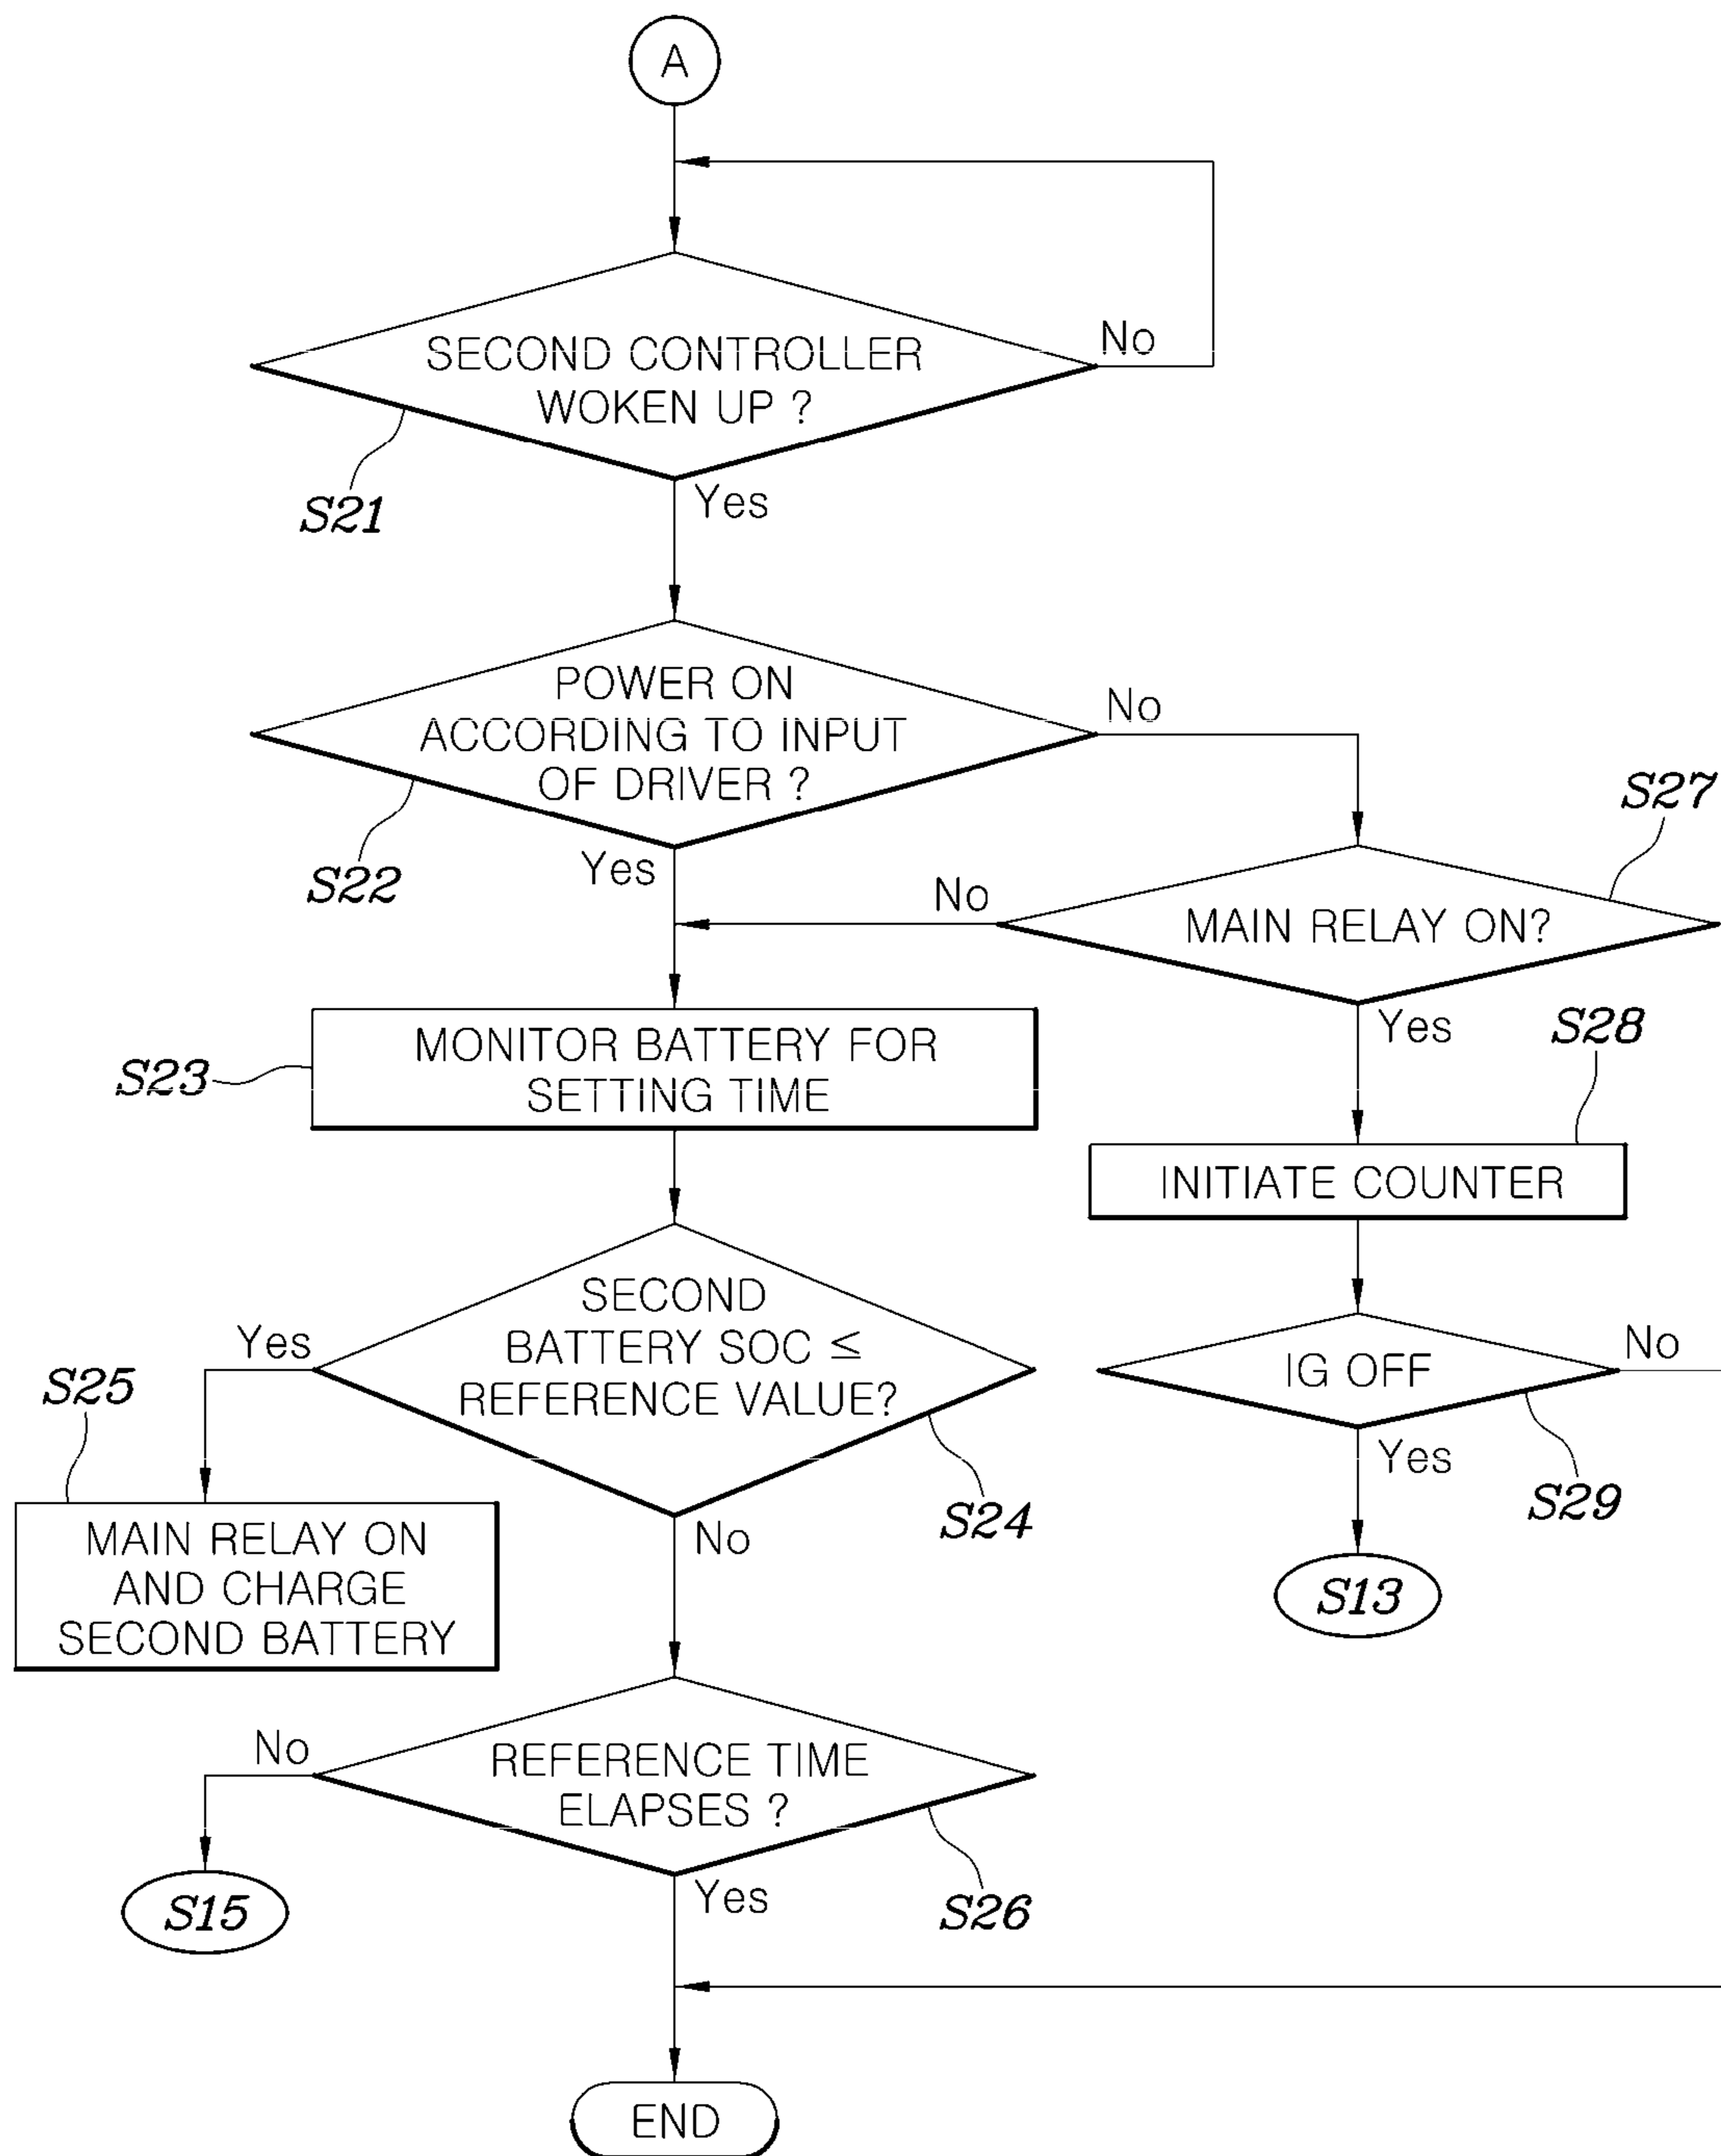 A
SECOND CONTROLLER
WOKEN UP ?
No
S21
Yes
POWER ON
ACCORDING TO INPUT
OF DRIVER ?
No
S22
Yes
S27
MAIN RELAY ON?
No
Yes
S23
MONITOR BATTERY FOR
SETTING TIME
S28
INITIATE COUNTER
SECOND
BATTERY SOC ≤
REFERENCE VALUE?
Yes
S24
No
S25
MAIN RELAY ON
AND CHARGE
SECOND BATTERY
IG OFF
No
Yes
S29
S13
REFERENCE TIME
ELAPSES ?
No
S15
Yes
S26
END